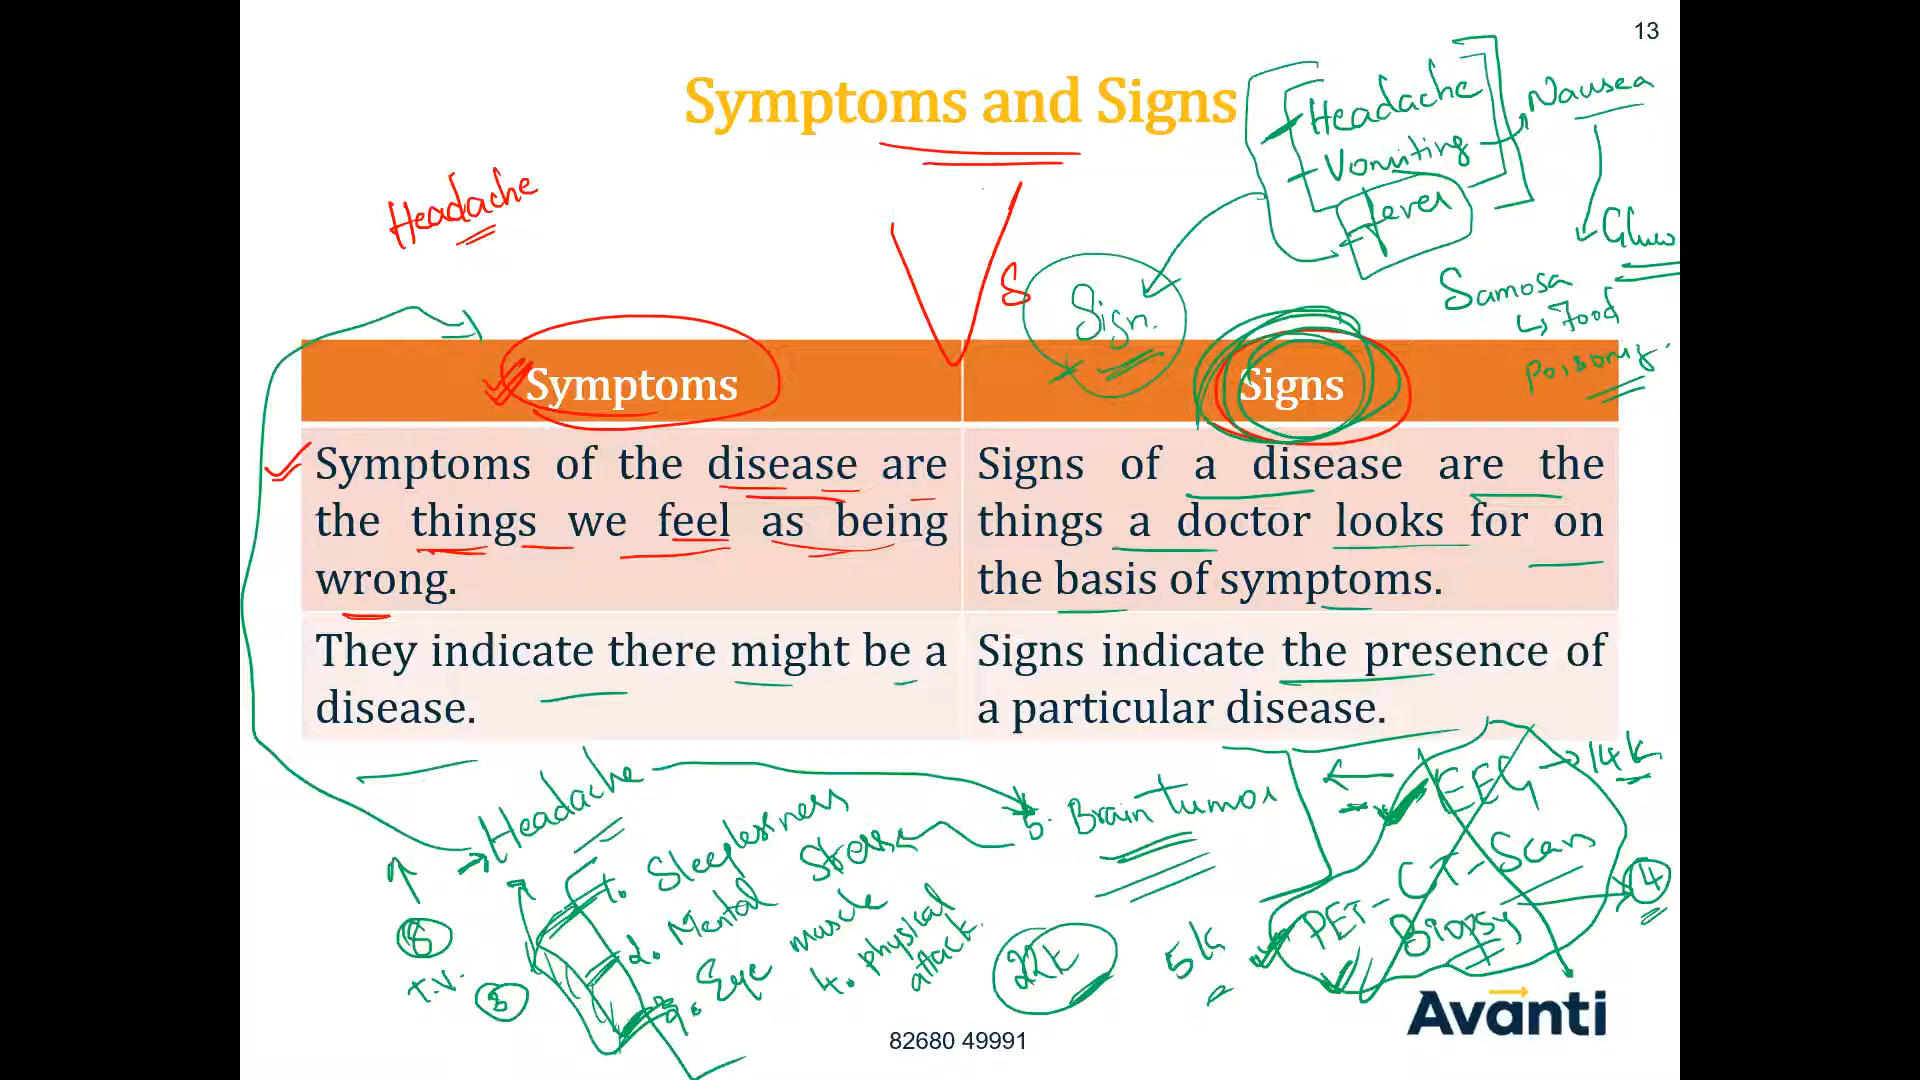 13
Symptoms and Signs
Headache
Vomiting
fever
Nausea
Headache
S
Sign.
Samosa
↳ Food
Poisoning.
Symptoms
Signs
Symptoms of the disease are
the things we feel as being
wrong.
Signs of a disease are the
things a doctor looks for on
the basis of symptoms.
They indicate there might be a
disease.
Signs indicate the presence of
a particular disease.
Headache
1. Sleeplessness
2. Mental Stress
3. Eye muscle
4. physical
attack.
5. Brain tumor
EEG → 14k
CT-Scan
PET-
Biopsy
4
5k
22k
T.V.
Avanti
82680 49991